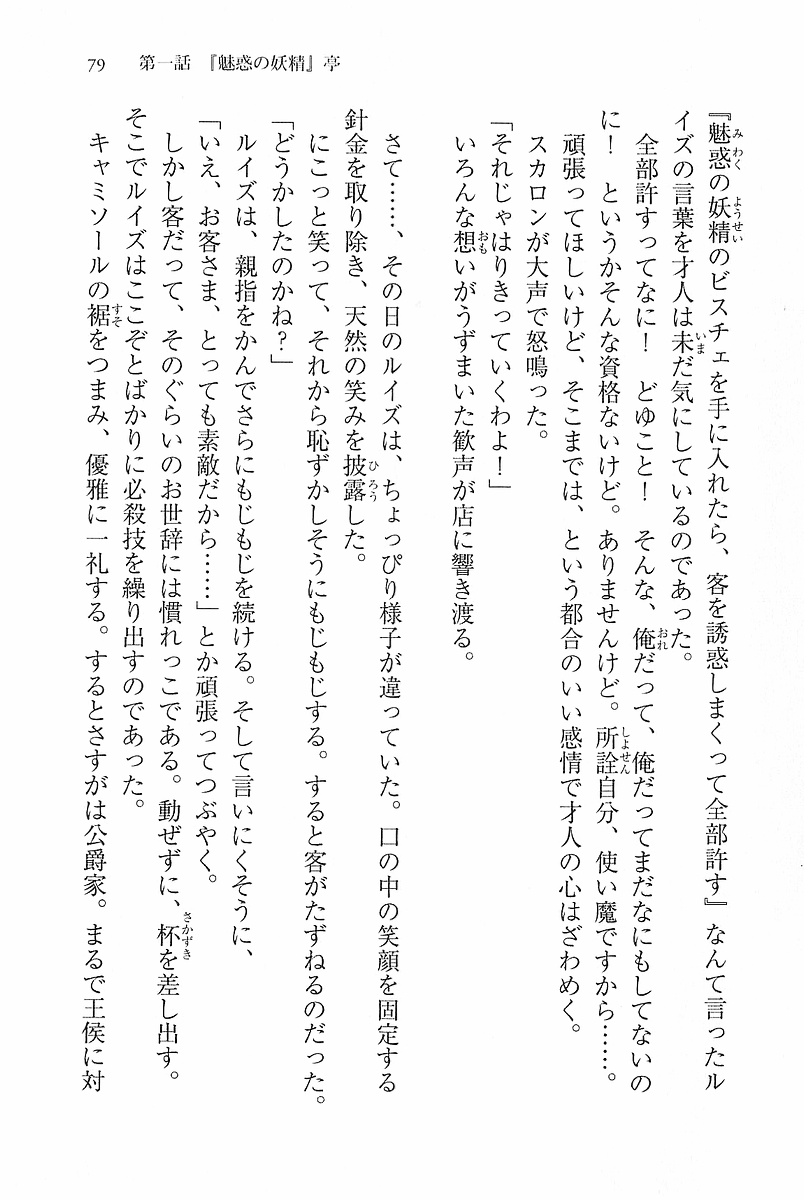 79　第一話　『魅惑の妖精』亭
『魅惑の妖精のビスチェを手に入れたら、客を誘惑しまくって全部許す』なんて言ったル
イズの言葉を才人は未だ気にしているのであった。
　全部許すってなに！　どゆこと！　そんな、俺だって、俺だってまだなにもしてないの
に！　というかそんな資格ないけど。ありませんけど。所詮自分、使い魔ですから……。
　頑張ってほしいけど、そこまでは、という都合のいい感情で才人の心はざわめく。
　スカロンが大声で怒鳴った。
「それじゃはりきっていくわよ！」
　いろんな想いがうずまいた歓声が店に響き渡る。
　さて……、その日のルイズは、ちょっぴり様子が違っていた。口の中の笑顔を固定する
針金を取り除き、天然の笑みを披露した。
　にこっと笑って、それから恥ずかしそうにもじもじする。すると客がたずねるのだった。
「どうかしたのかね？」
　ルイズは、親指をかんでさらにもじもじを続ける。そして言いにくそうに、
「いえ、お客さま、とっても素敵だから……」とか頑張ってつぶやく。
　しかし客だって、そのぐらいのお世辞には慣れっこである。動ぜずに、杯を差し出す。
そこでルイズはここぞとばかりに必殺技を繰り出すのであった。
　キャミソールの裾をつまみ、優雅に一礼する。するとさすがは公爵家。まるで王侯に対